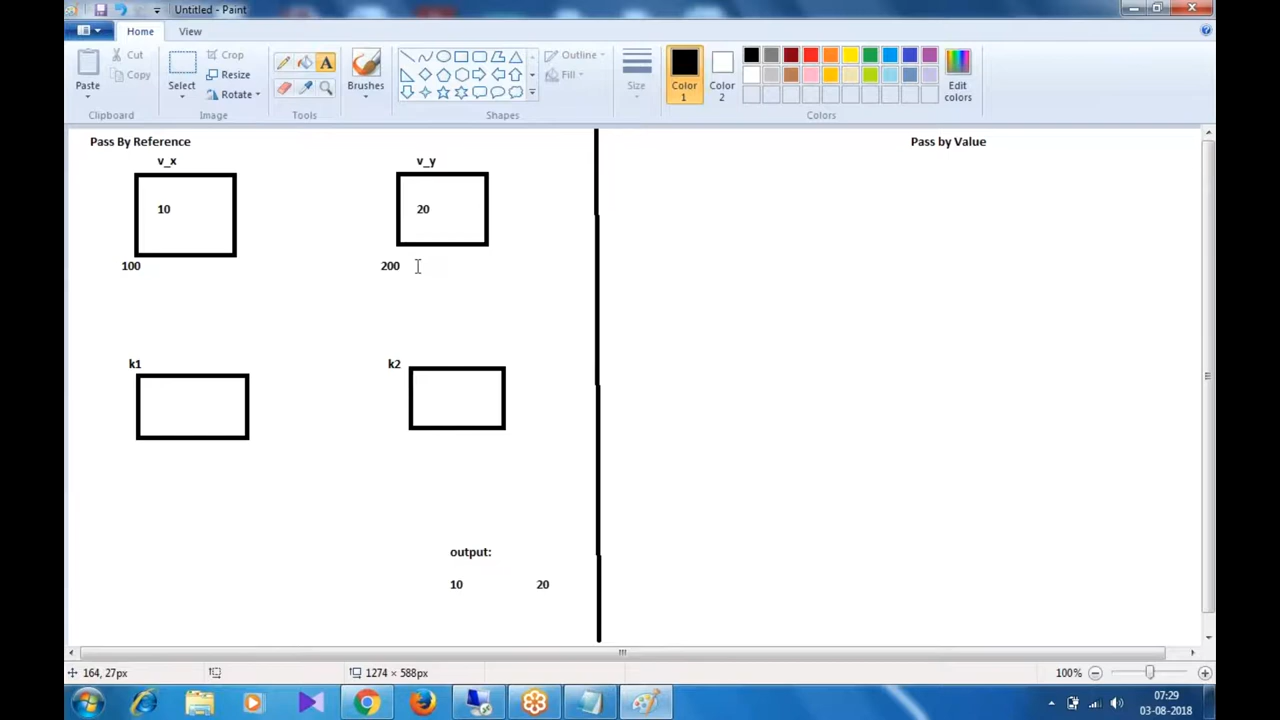 Untitled - Paint
Home
View
Paste
Cut
Copy
Clipboard
Select
Crop
Resize
Rotate
Image
A
Tools
Brushes
Shapes
Outline
Fill
Size
Color 1
Color 2
Edit colors
Colors
Pass By Reference
Pass by Value
v_x
v_y
10
20
100
200
k1
k2
output:
10
20
164, 27px
1274 × 588px
100%
07:29
03-08-2018